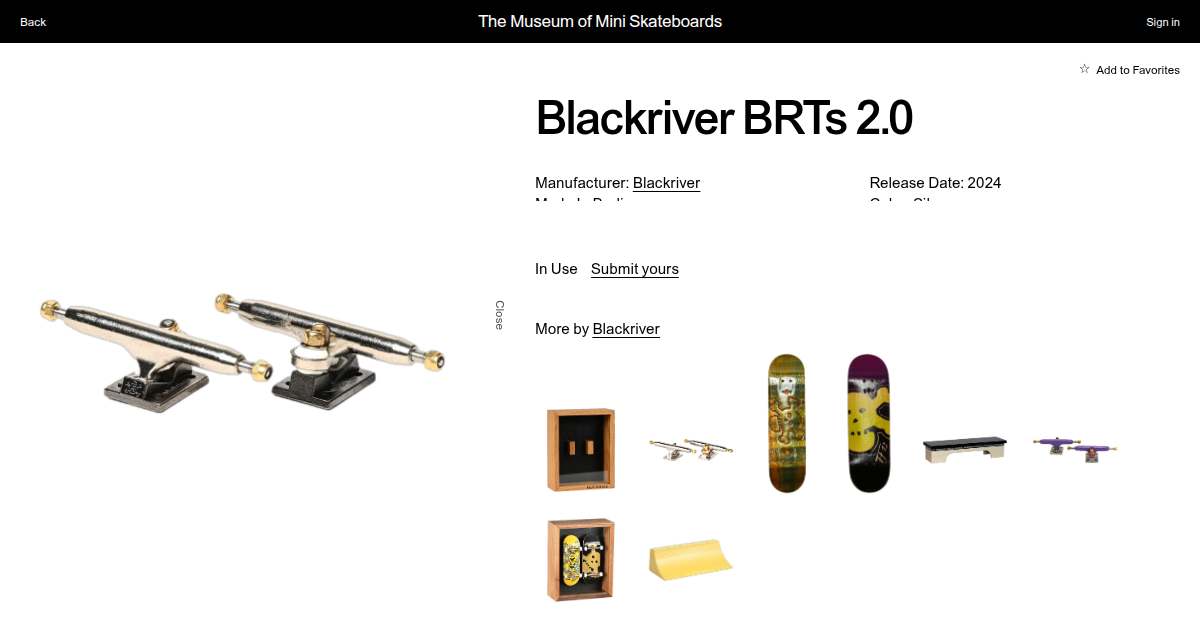 Back
The Museum of Mini Skateboards
Sign in
☆ Add to Favorites
Blackriver BRTs 2.0
Manufacturer: Blackriver
Release Date: 2024
In Use
Submit yours
Close
More by Blackriver